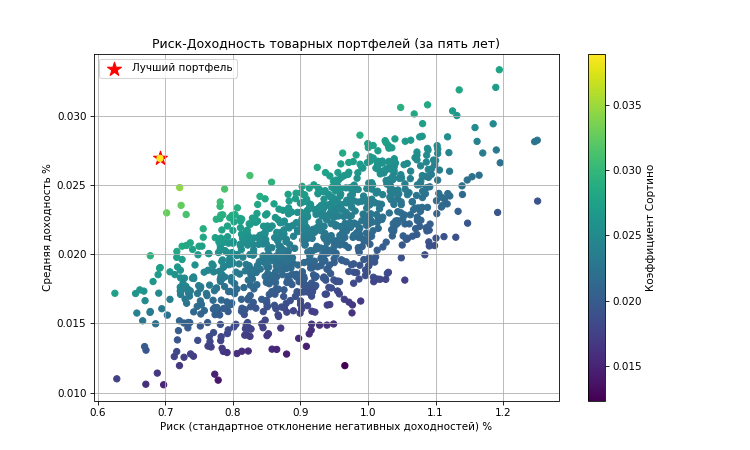 Риск-Доходность товарных портфелей (за пять лет)
Лучший портфель
Средняя доходность %
0.030
0.025
0.020
0.015
0.010
0.6 0.7 0.8 0.9 1.0 1.1 1.2
Риск (стандартное отклонение негативных доходностей) %
0.035
0.030
0.025
0.020
0.015
Коэффициент Сортино